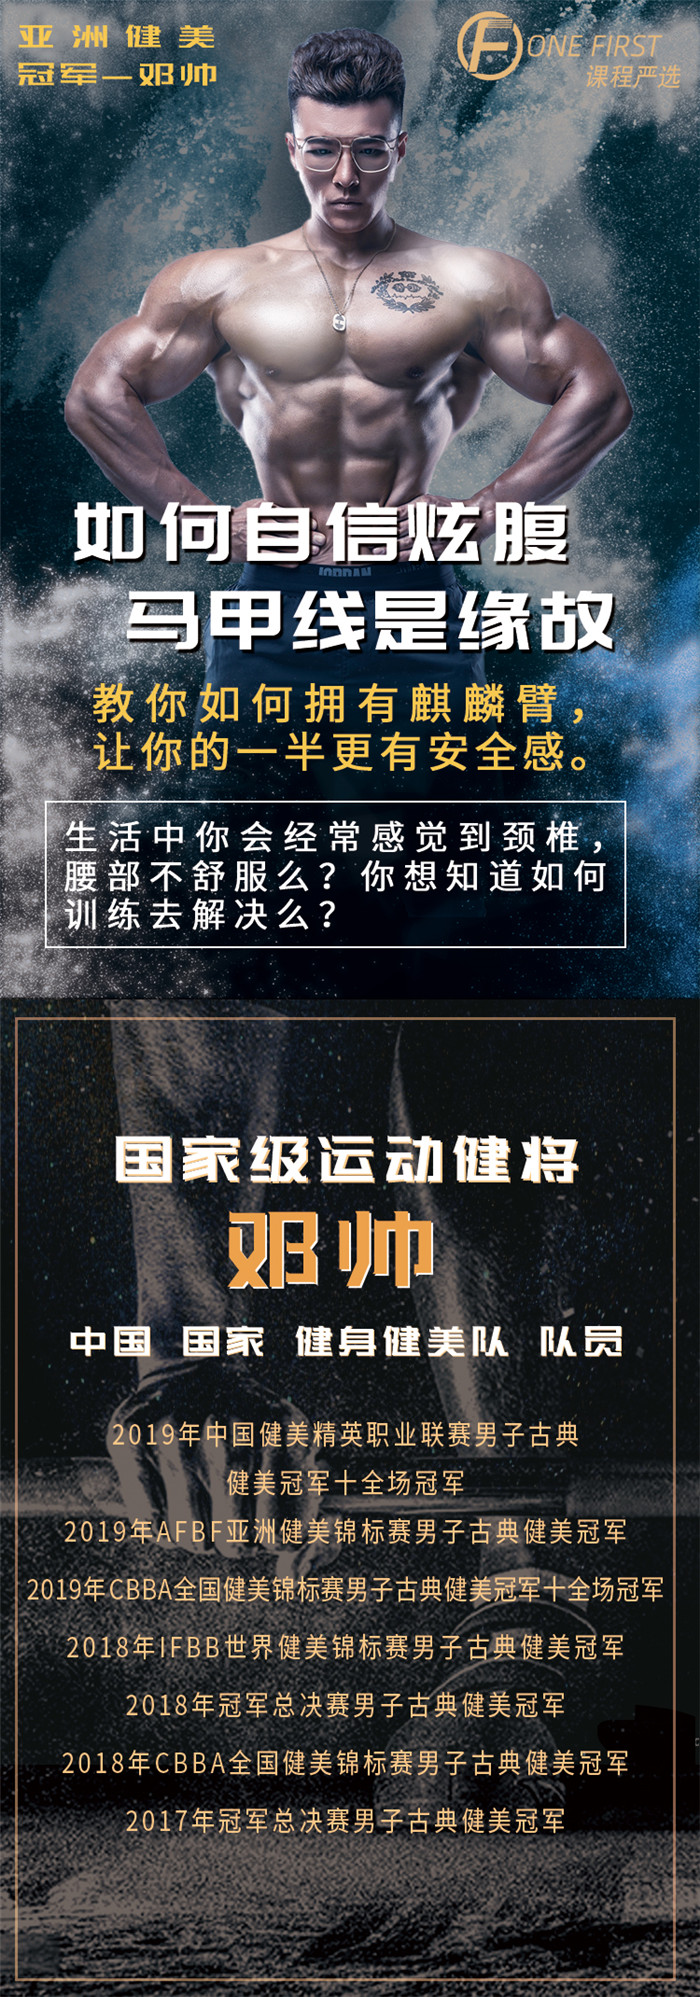 亚洲健美
冠军—邓帅
F ONE FIRST
课程严选
JORDAN
如何自信炫腹
马甲线是缘故
教你如何拥有麒麟臂，
让你的一半更有安全感。
生活中你会经常感觉到颈椎，
腰部不舒服么？你想知道如何
训练去解决么？
国家级运动健将
邓帅
中国 国家 健身健美队 队员
2019年中国健美精英职业联赛男子古典
健美冠军十全场冠军
2019年AFBF亚洲健美锦标赛男子古典健美冠军
2019年CBBA全国健美锦标赛男子古典健美冠军十全场冠军
2018年IFBB世界健美锦标赛男子古典健美冠军
2018年冠军总决赛男子古典健美冠军
2018年CBBA全国健美锦标赛男子古典健美冠军
2017年冠军总决赛男子古典健美冠军